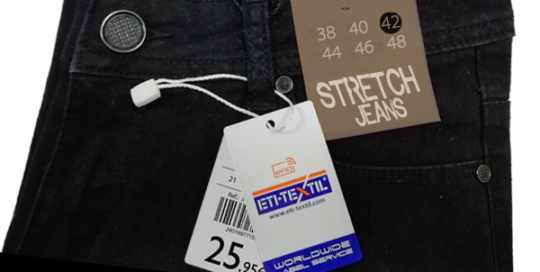 38 40 42
44 46 48
STRETCH
JEANS
RFID
ETI-TEXTIL
www.eti-textil.com
WORLDWIDE
LABEL SERVICE
21
Ref.:
25,95€